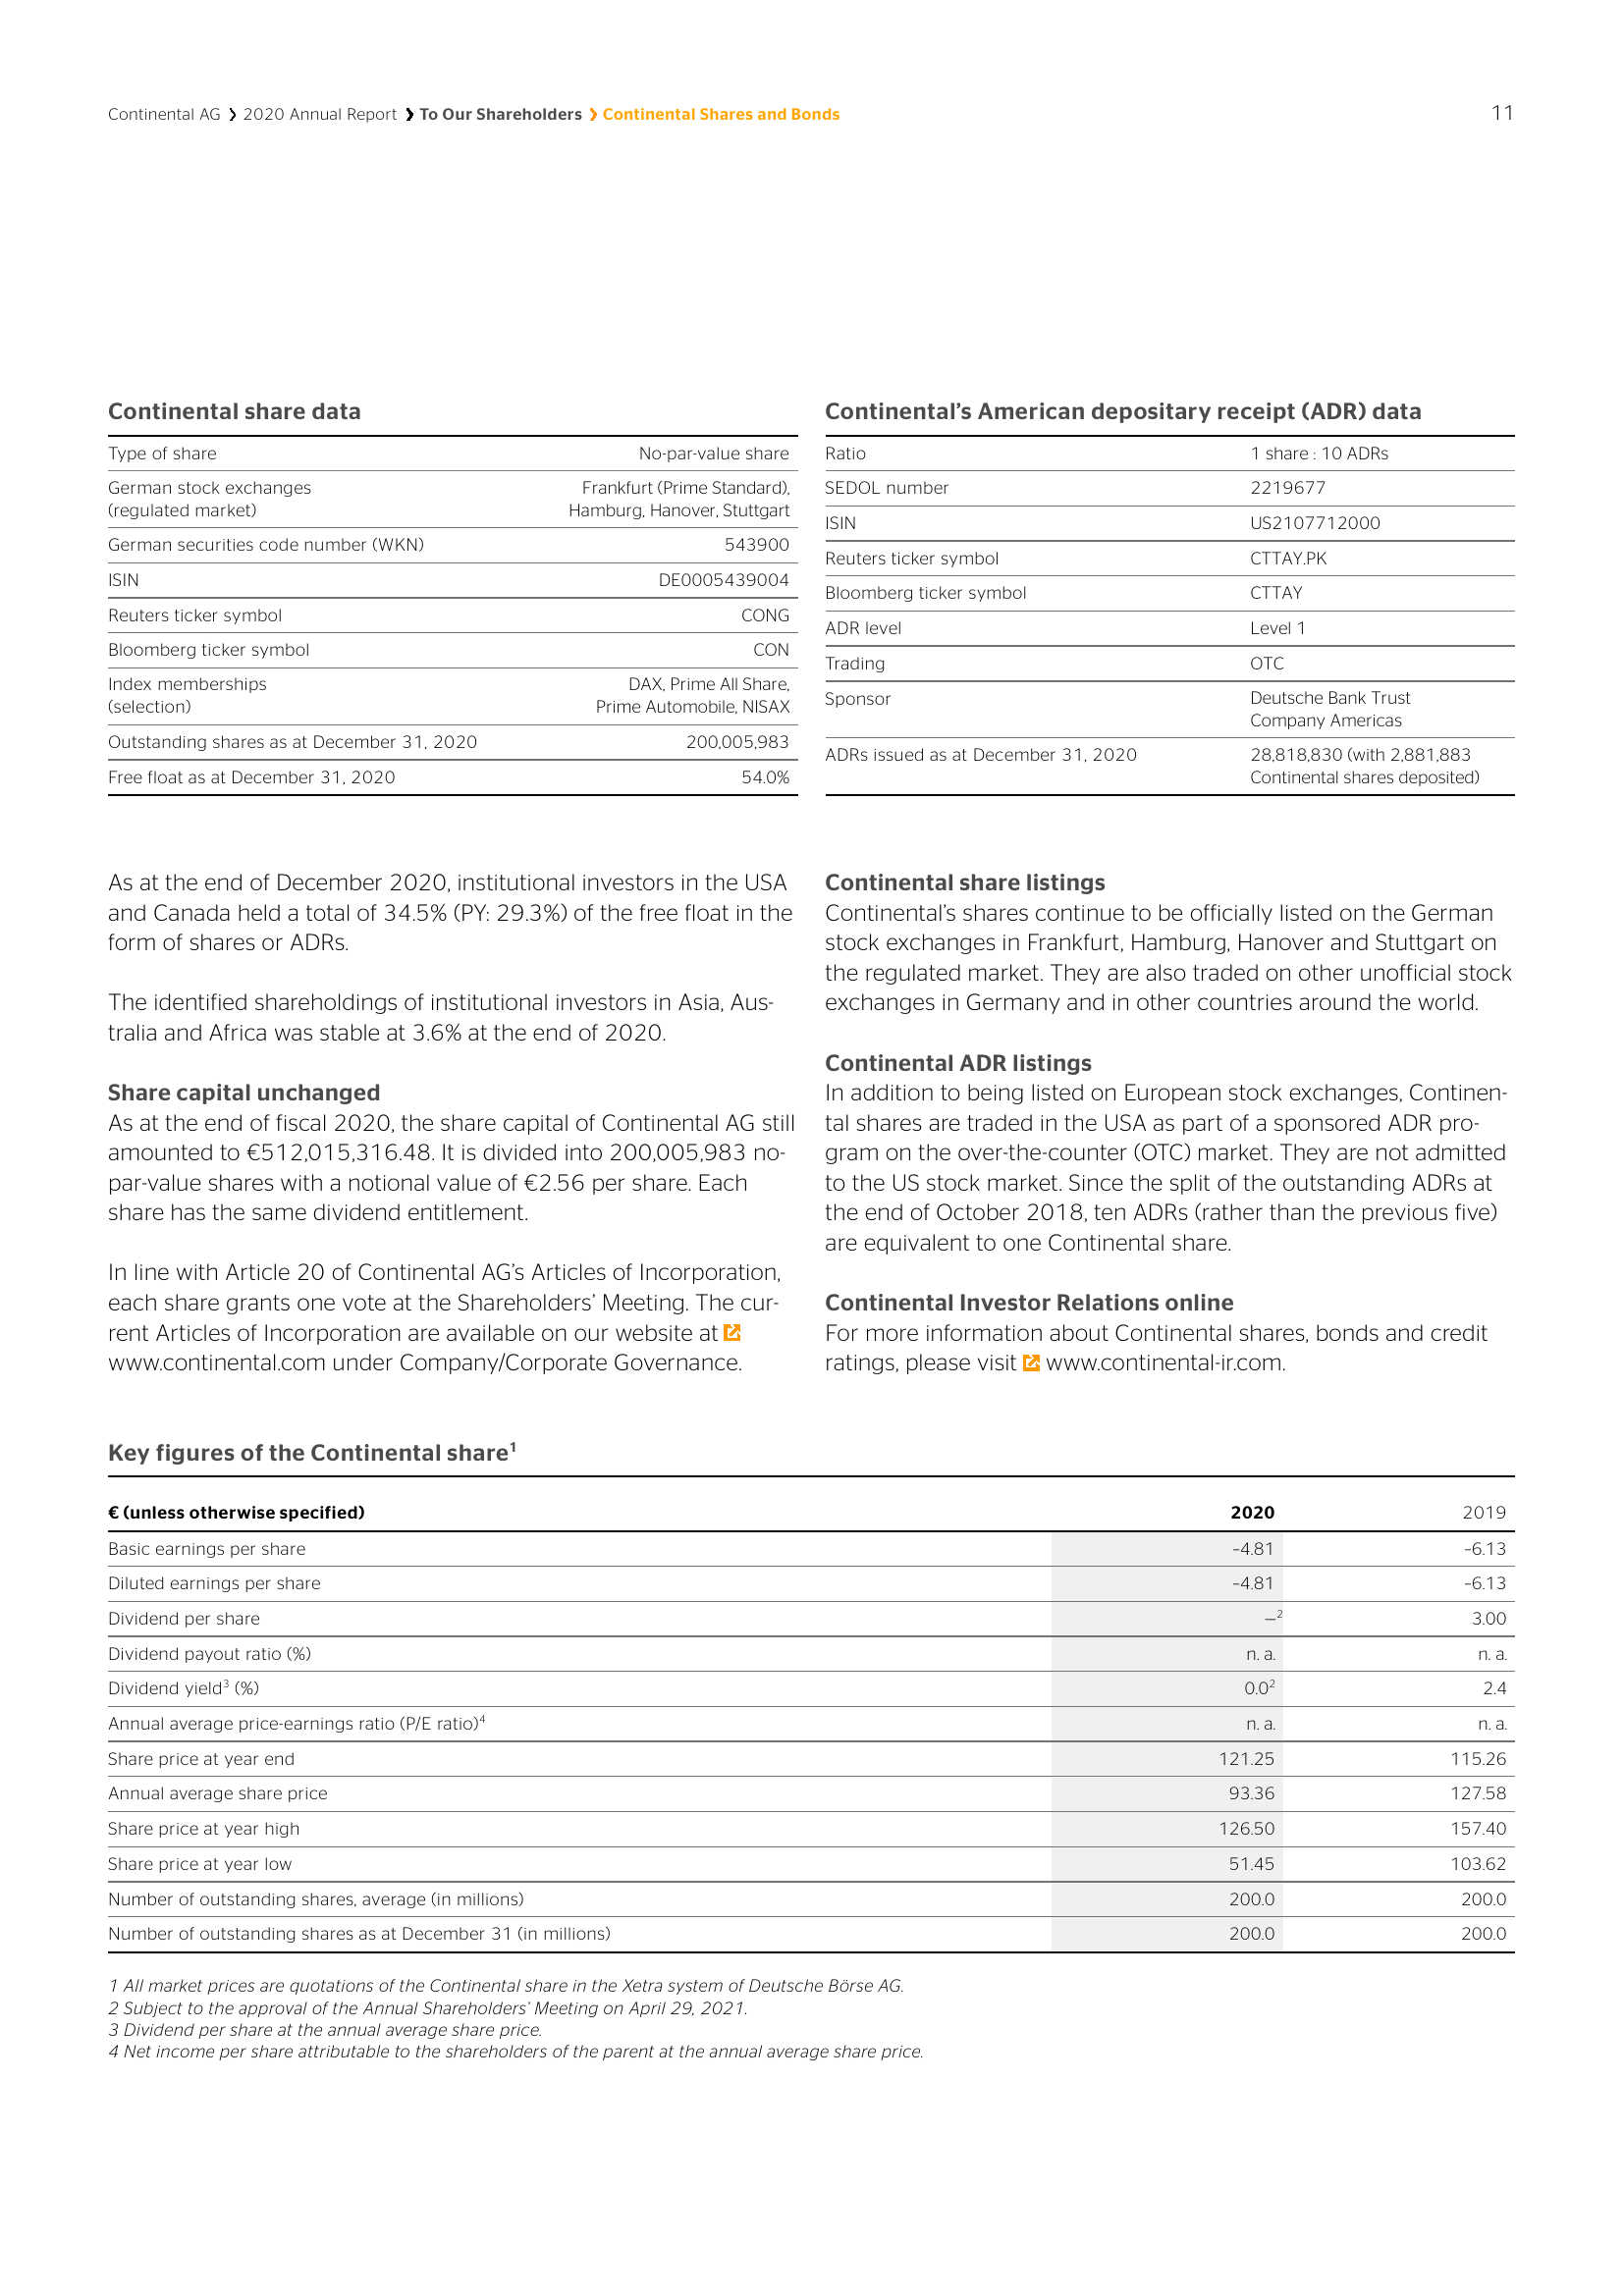 Continental AG ❯ 2020 Annual Report ❯ To Our Shareholders ❯ Continental Shares and Bonds
11
Continental share data
Type of share No-par-value share
German stock exchanges Frankfurt (Prime Standard),
(regulated market) Hamburg, Hanover, Stuttgart
German securities code number (WKN) 543900
ISIN DE0005439004
Reuters ticker symbol CONG
Bloomberg ticker symbol CON
Index memberships DAX, Prime All Share,
(selection) Prime Automobile, NISAX
Outstanding shares as at December 31, 2020 200,005,983
Free float as at December 31, 2020 54.0%
Continental’s American depositary receipt (ADR) data
Ratio 1 share : 10 ADRs
SEDOL number 2219677
ISIN US2107712000
Reuters ticker symbol CTTAY.PK
Bloomberg ticker symbol CTTAY
ADR level Level 1
Trading OTC
Sponsor Deutsche Bank Trust
Company Americas
ADRs issued as at December 31, 2020 28,818,830 (with 2,881,883
Continental shares deposited)
As at the end of December 2020, institutional investors in the USA
and Canada held a total of 34.5% (PY: 29.3%) of the free float in the
form of shares or ADRs.
The identified shareholdings of institutional investors in Asia, Aus-
tralia and Africa was stable at 3.6% at the end of 2020.
Share capital unchanged
As at the end of fiscal 2020, the share capital of Continental AG still
amounted to €512,015,316.48. It is divided into 200,005,983 no-
par-value shares with a notional value of €2.56 per share. Each
share has the same dividend entitlement.
In line with Article 20 of Continental AG’s Articles of Incorporation,
each share grants one vote at the Shareholders’ Meeting. The cur-
rent Articles of Incorporation are available on our website at
www.continental.com under Company/Corporate Governance.
Continental share listings
Continental’s shares continue to be officially listed on the German
stock exchanges in Frankfurt, Hamburg, Hanover and Stuttgart on
the regulated market. They are also traded on other unofficial stock
exchanges in Germany and in other countries around the world.
Continental ADR listings
In addition to being listed on European stock exchanges, Continen-
tal shares are traded in the USA as part of a sponsored ADR pro-
gram on the over-the-counter (OTC) market. They are not admitted
to the US stock market. Since the split of the outstanding ADRs at
the end of October 2018, ten ADRs (rather than the previous five)
are equivalent to one Continental share.
Continental Investor Relations online
For more information about Continental shares, bonds and credit
ratings, please visit www.continental-ir.com.
Key figures of the Continental share¹
€ (unless otherwise specified) 2020 2019
Basic earnings per share –4.81 –6.13
Diluted earnings per share –4.81 –6.13
Dividend per share —² 3.00
Dividend payout ratio (%) n. a. n. a.
Dividend yield³ (%) 0.0² 2.4
Annual average price-earnings ratio (P/E ratio)⁴ n. a. n. a.
Share price at year end 121.25 115.26
Annual average share price 93.36 127.58
Share price at year high 126.50 157.40
Share price at year low 51.45 103.62
Number of outstanding shares, average (in millions) 200.0 200.0
Number of outstanding shares as at December 31 (in millions) 200.0 200.0
1 All market prices are quotations of the Continental share in the Xetra system of Deutsche Börse AG.
2 Subject to the approval of the Annual Shareholders’ Meeting on April 29, 2021.
3 Dividend per share at the annual average share price.
4 Net income per share attributable to the shareholders of the parent at the annual average share price.